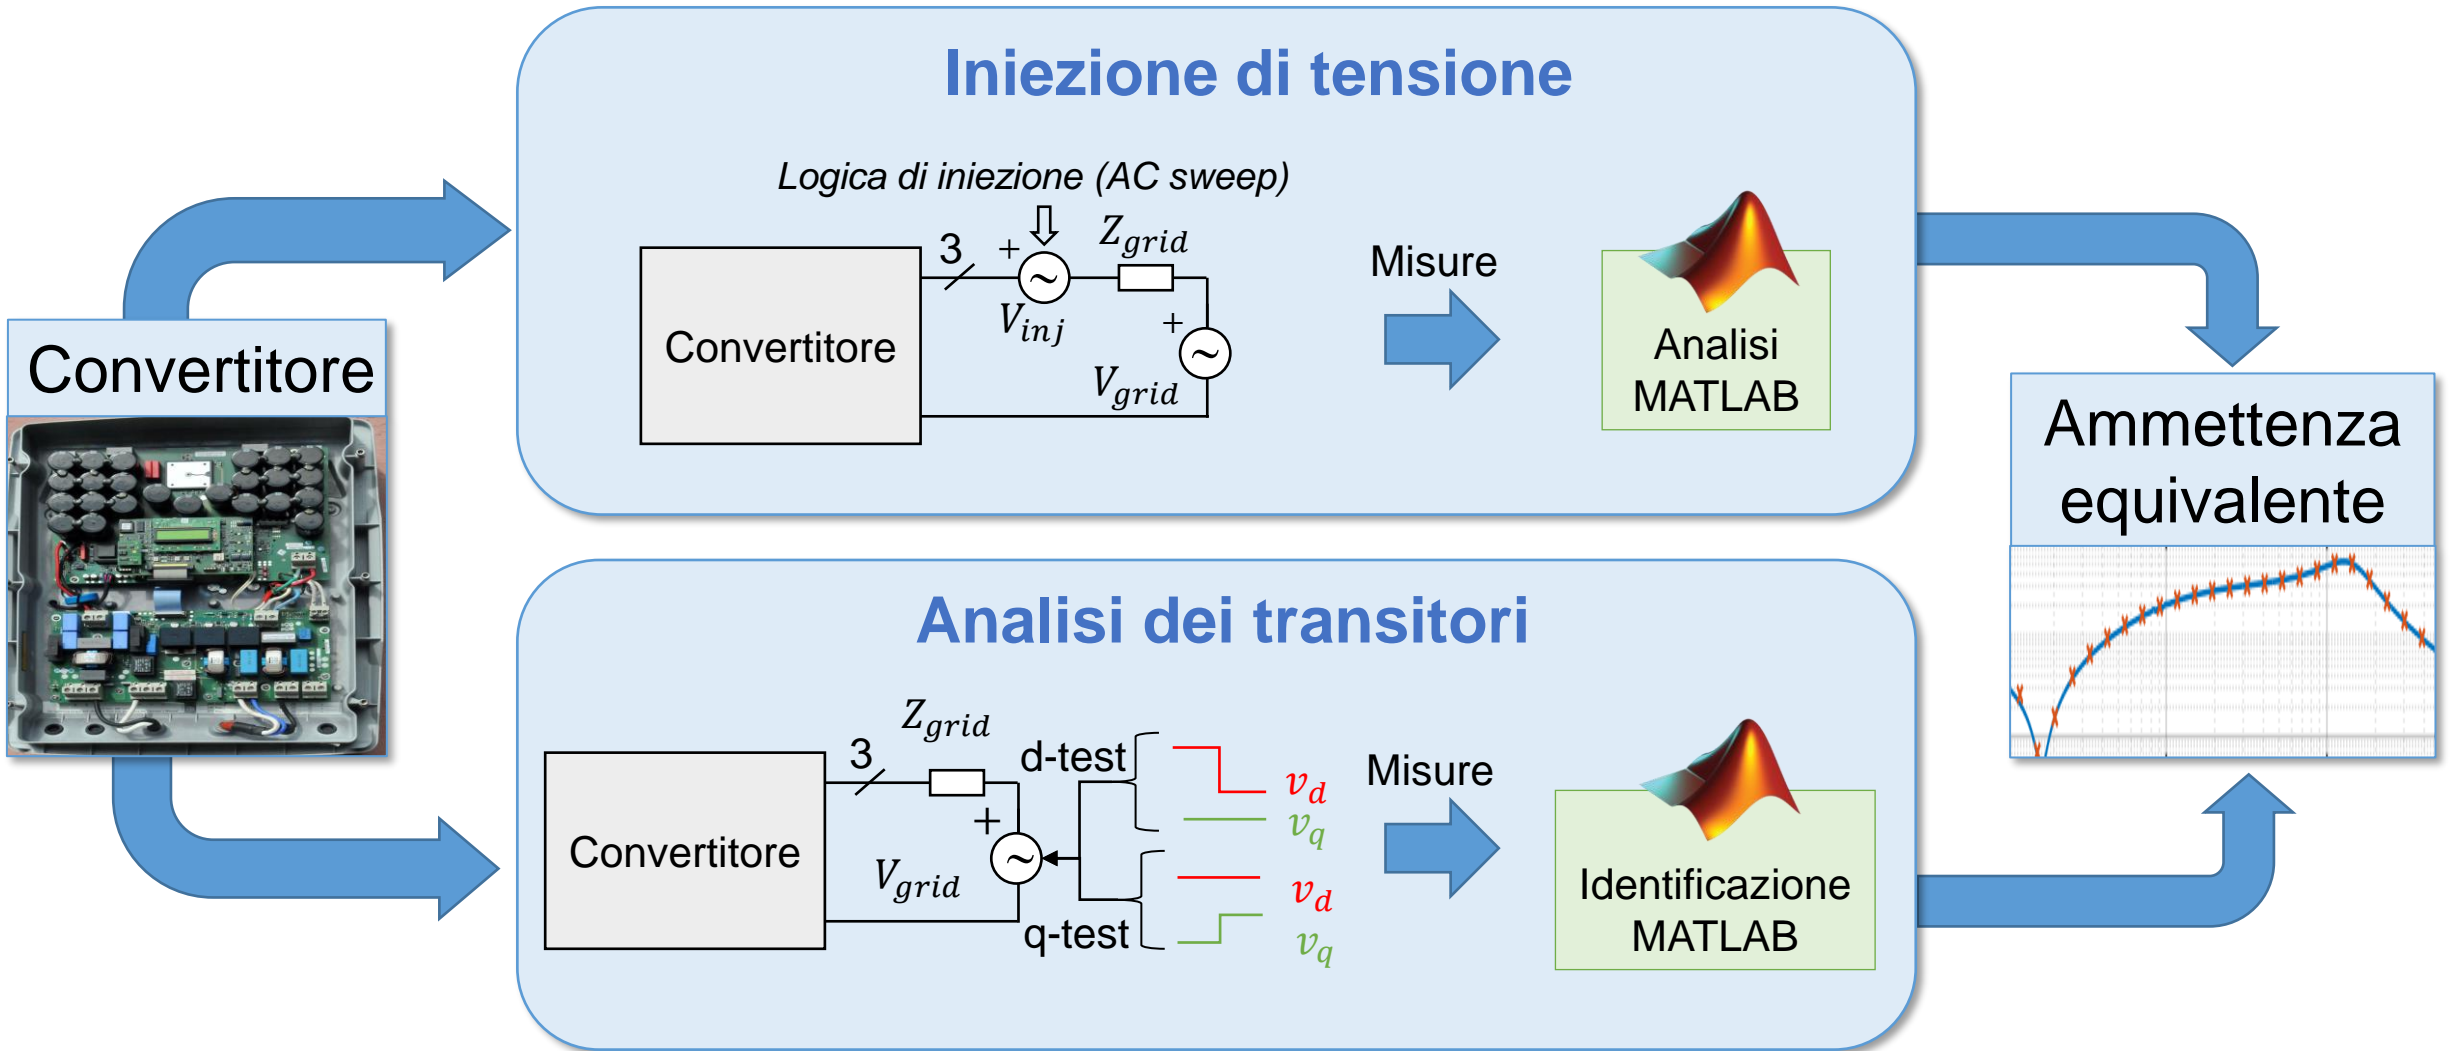 Iniezione di tensione
Logica di iniezione (AC sweep)
3
+
Z_grid
Misure
Convertitore
V_inj
+
V_grid
Analisi
MATLAB
Convertitore
Ammettenza
equivalente
Analisi dei transitori
Z_grid
3
d-test
v_d
v_q
Misure
+
Convertitore
V_grid
v_d
q-test
v_q
Identificazione
MATLAB